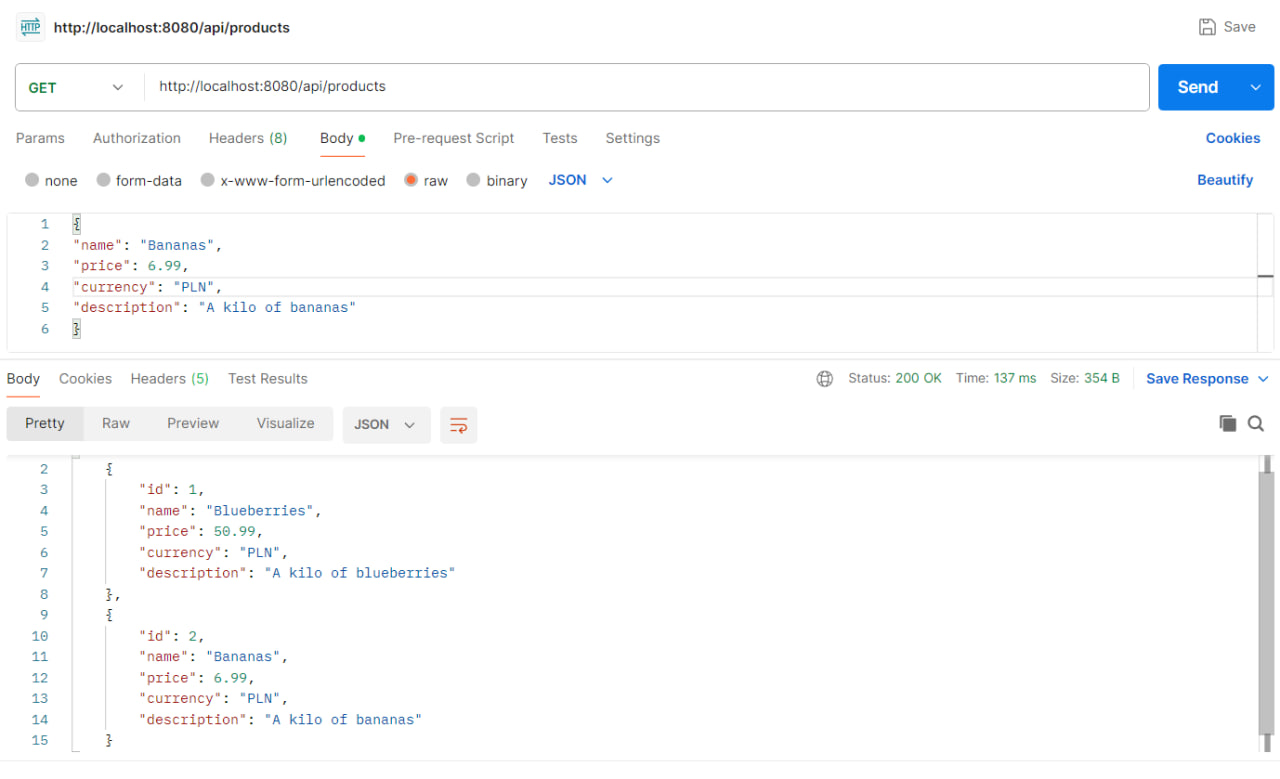 HTTP http://localhost:8080/api/products Save
GET http://localhost:8080/api/products Send
Params Authorization Headers (8) Body Pre-request Script Tests Settings Cookies
none form-data x-www-form-urlencoded raw binary JSON Beautify
1 {
2 "name": "Bananas",
3 "price": 6.99,
4 "currency": "PLN",
5 "description": "A kilo of bananas"
6 }
Body Cookies Headers (5) Test Results Status: 200 OK Time: 137 ms Size: 354 B Save Response
Pretty Raw Preview Visualize JSON
2 {
3 "id": 1,
4 "name": "Blueberries",
5 "price": 50.99,
6 "currency": "PLN",
7 "description": "A kilo of blueberries"
8 },
9 {
10 "id": 2,
11 "name": "Bananas",
12 "price": 6.99,
13 "currency": "PLN",
14 "description": "A kilo of bananas"
15 }